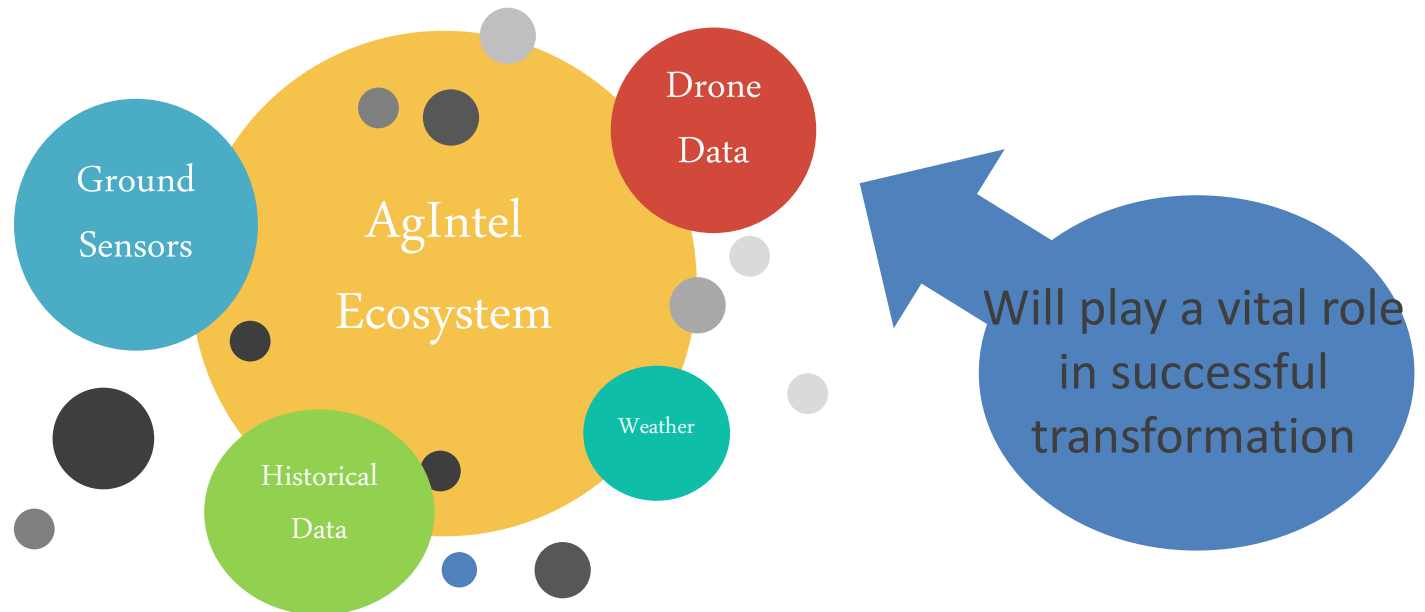 Drone
Data
Ground
Sensors
AgIntel
Ecosystem
Will play a vital role
in successful
transformation
Weather
Historical
Data